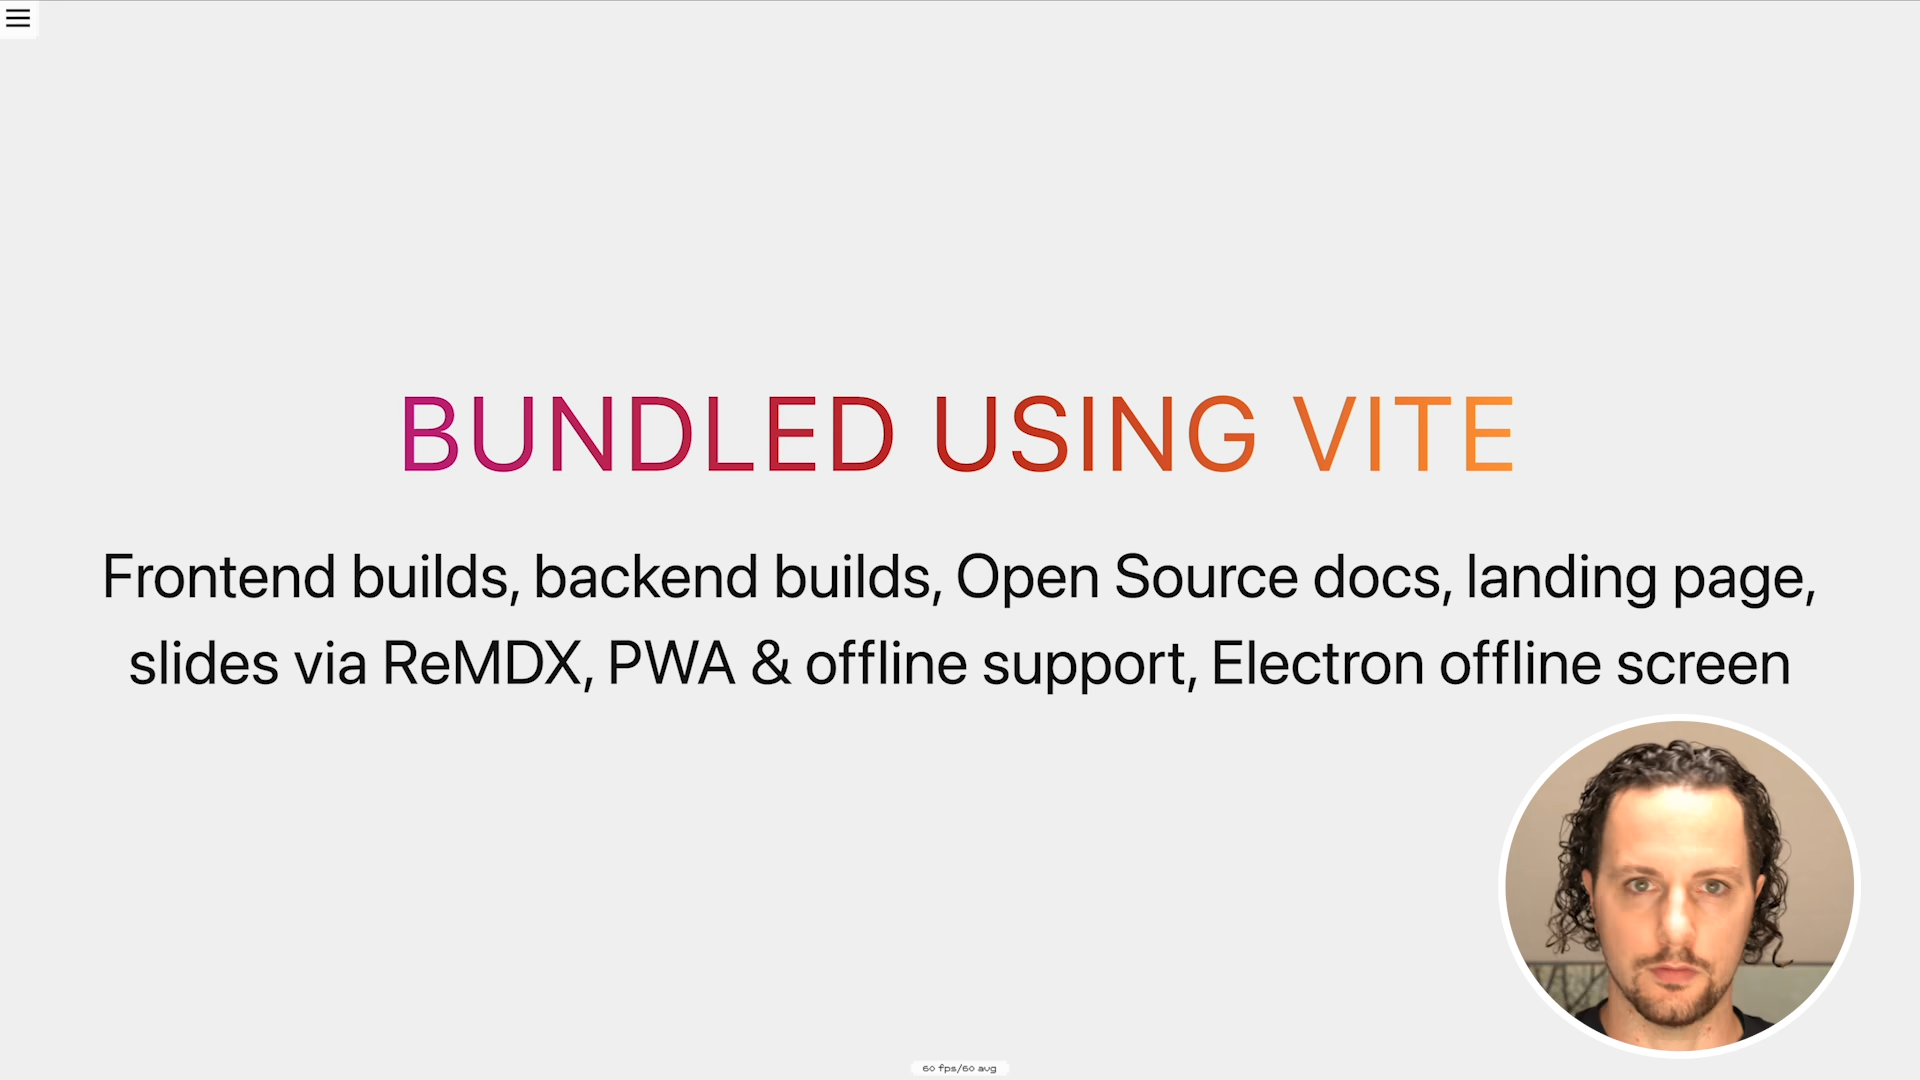 BUNDLED USING VITE
Frontend builds, backend builds, Open Source docs, landing page,
slides via ReMDX, PWA & offline support, Electron offline screen
60 fps/60 avg